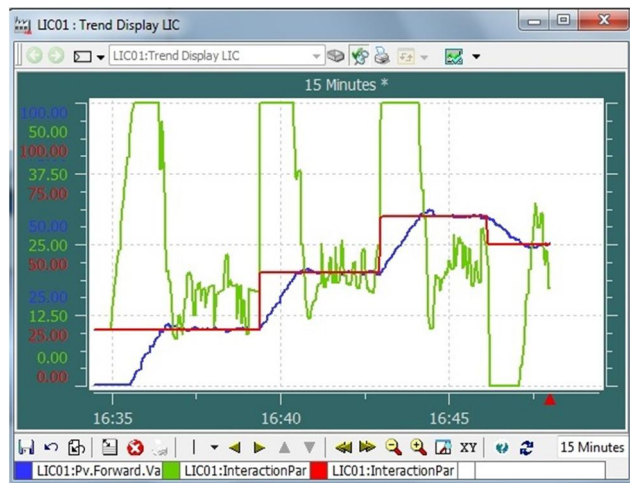 LIC01 : Trend Display LIC
LIC01:Trend Display LIC
15 Minutes *
100.00
50.00
100.00
37.50
75.00
50.00
25.00
50.00
25.00
12.50
25.00
0.00
0.00
16:35
16:40
16:45
XY
15 Minutes
LIC01:Pv.Forward.Va
LIC01:InteractionPar
LIC01:InteractionPar